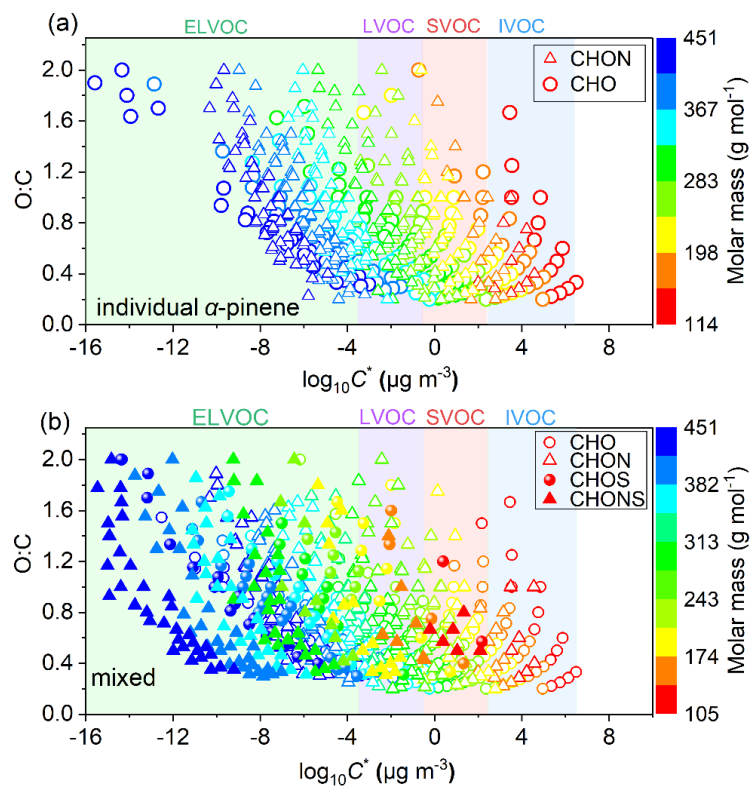 (a)
ELVOC
LVOC
SVOC
IVOC
CHON
CHO
2.0
1.6
1.2
0.8
0.4
0.0
O:C
individual α-pinene
-16
-12
-8
-4
0
4
8
log₁₀C* (µg m⁻³)
451
367
283
198
114
Molar mass (g mol⁻¹)
(b)
ELVOC
LVOC
SVOC
IVOC
CHO
CHON
CHOS
CHONS
2.0
1.6
1.2
0.8
0.4
0.0
O:C
mixed
-16
-12
-8
-4
0
4
8
log₁₀C* (µg m⁻³)
451
382
313
243
174
105
Molar mass (g mol⁻¹)